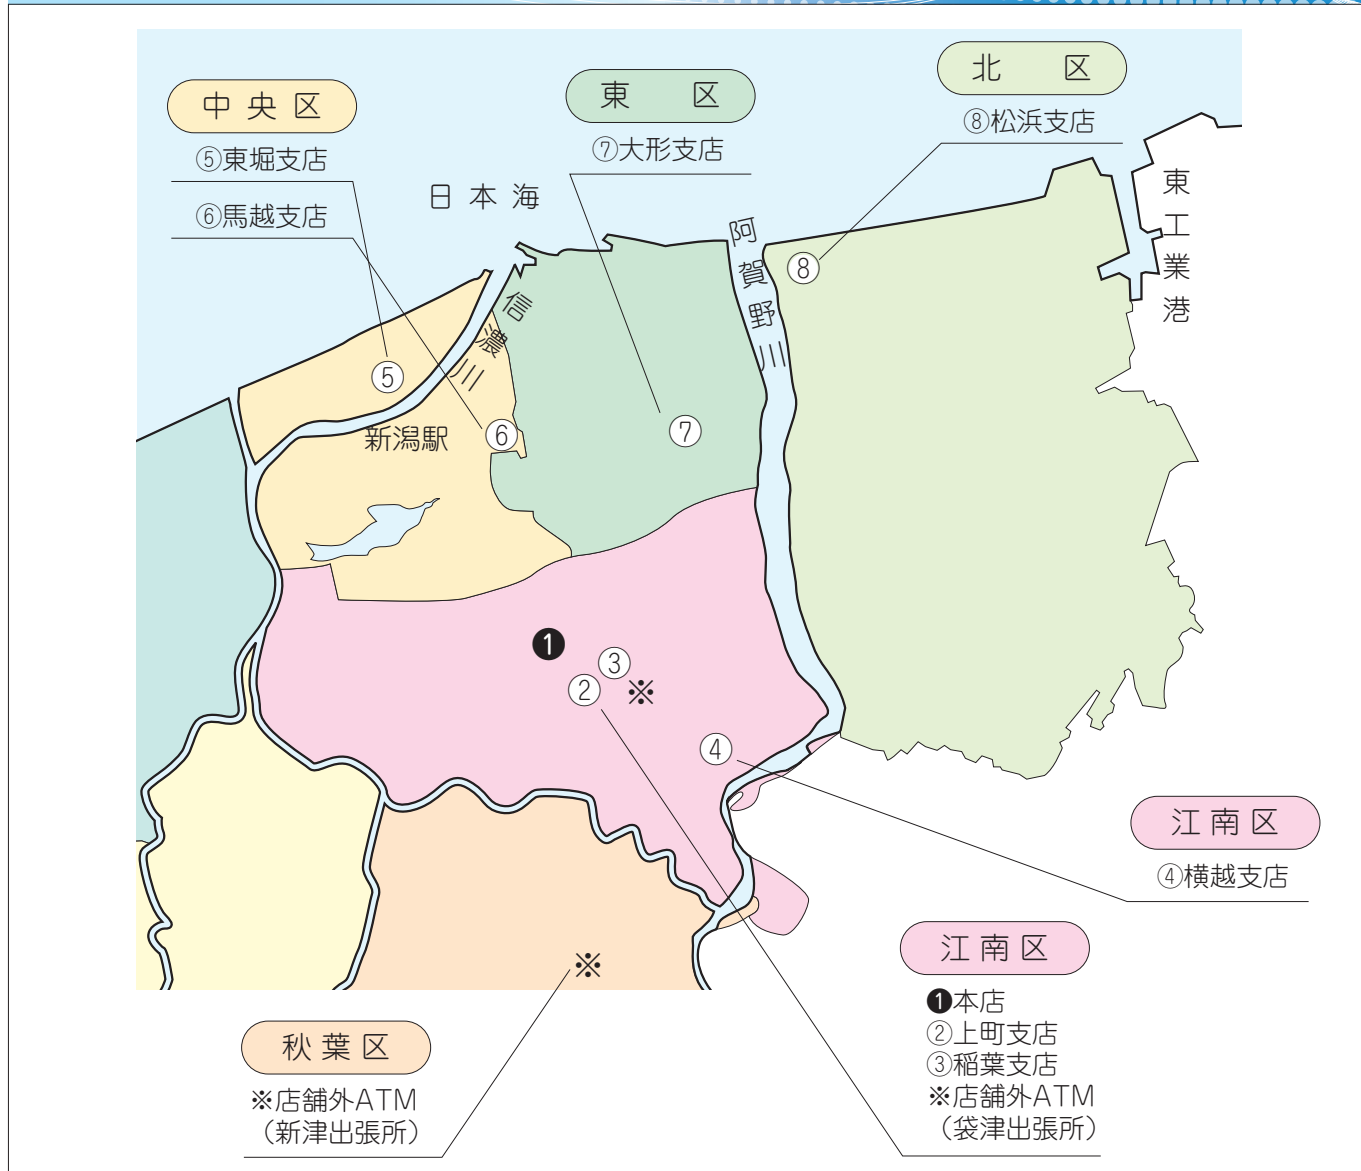 中央区
⑤東堀支店
⑥馬越支店
東区
⑦大形支店
北区
⑧松浜支店
日本海
阿賀野川
東工業港
信濃川
⑧
⑤
新潟駅
⑥
⑦
❶
③
②
※
④
江南区
④横越支店
江南区
❶本店
②上町支店
③稲葉支店
※店舗外ATM
（袋津出張所）
※
秋葉区
※店舗外ATM
（新津出張所）